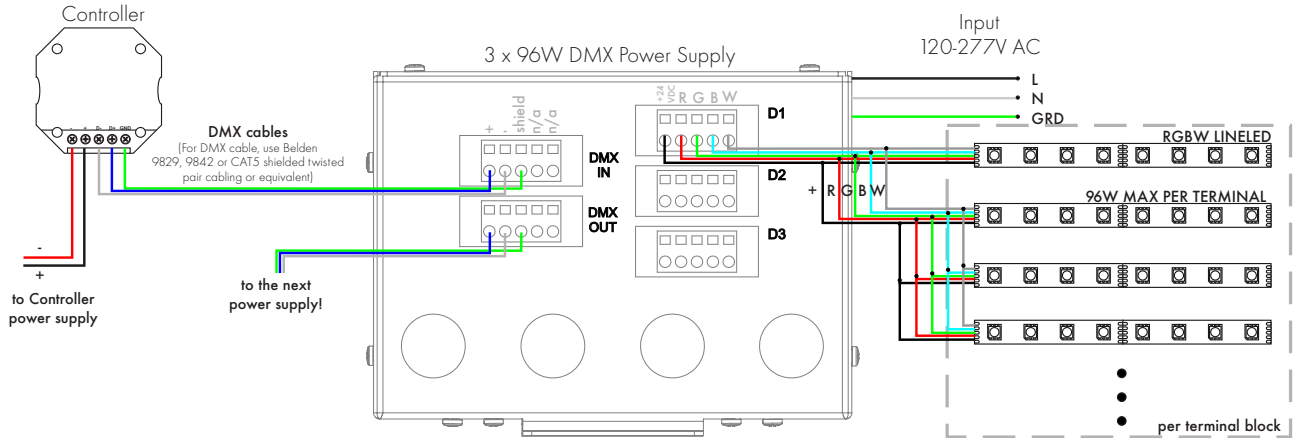 Controller
- + D- D+ GND
DMX cables
(For DMX cable, use Belden
9829, 9842 or CAT5 shielded twisted
pair cabling or equivalent)
-
+
to Controller
power supply
3 x 96W DMX Power Supply
+ - shield n/a n/a
DMX
IN
DMX
OUT
to the next
power supply!
+24
VDC R G B W
D1
D2
D3
+ R G B W
Input
120-277V AC
L
N
GRD
RGBW LINELED
96W MAX PER TERMINAL
per terminal block